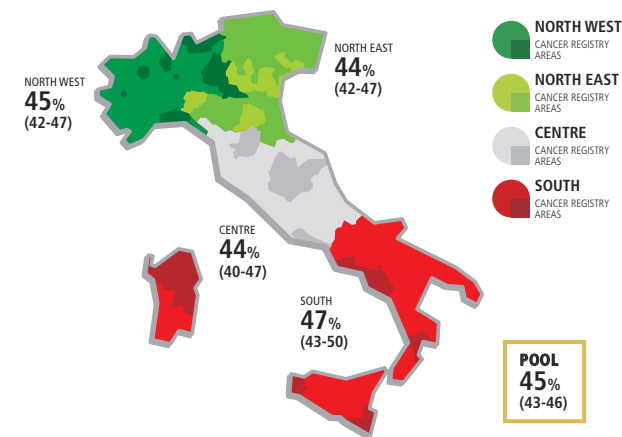 NORTH WEST
45%
(42-47)
NORTH EAST
44%
(42-47)
CENTRE
44%
(40-47)
SOUTH
47%
(43-50)
NORTH WEST
CANCER REGISTRY
AREAS
NORTH EAST
CANCER REGISTRY
AREAS
CENTRE
CANCER REGISTRY
AREAS
SOUTH
CANCER REGISTRY
AREAS
POOL
45%
(43-46)